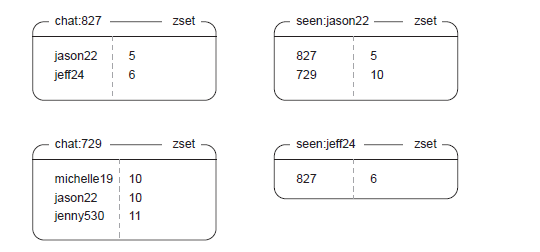 chat:827 zset
jason22 5
jeff24 6
seen:jason22 zset
827 5
729 10
chat:729 zset
michelle19 10
jason22 10
jenny530 11
seen:jeff24 zset
827 6